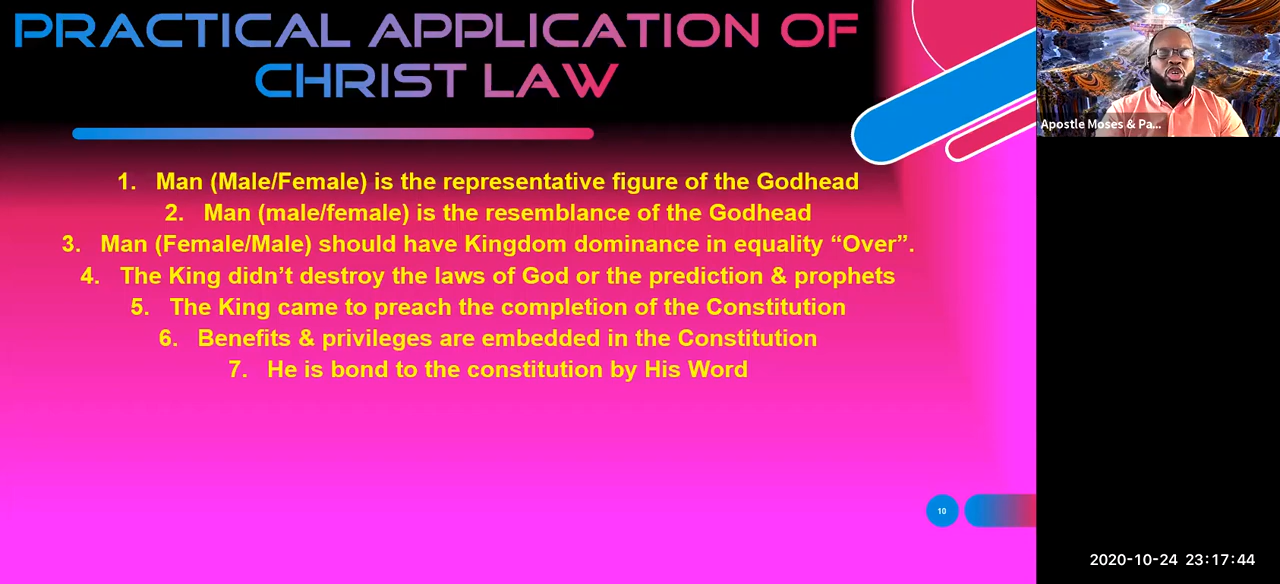 PRACTICAL APPLICATION OF
CHRIST LAW
1. Man (Male/Female) is the representative figure of the Godhead
2. Man (male/female) is the resemblance of the Godhead
3. Man (Female/Male) should have Kingdom dominance in equality “Over”.
4. The King didn’t destroy the laws of God or the prediction & prophets
5. The King came to preach the completion of the Constitution
6. Benefits & privileges are embedded in the Constitution
7. He is bond to the constitution by His Word
10
Apostle Moses & Pa...
2020-10-24 23:17:44